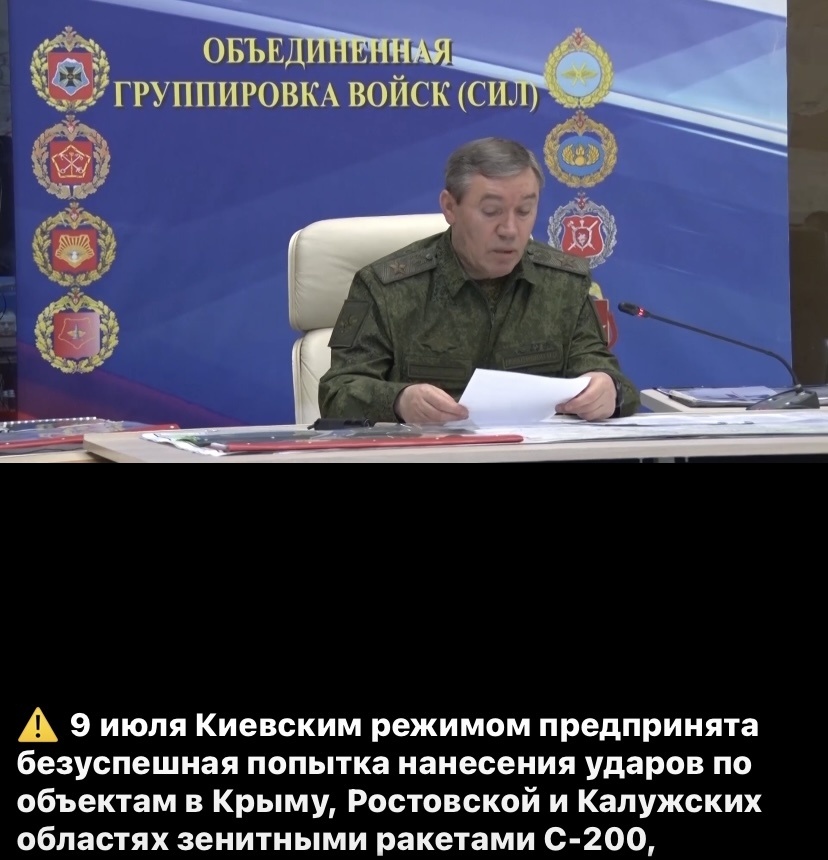 ОБЪЕДИНЕННАЯ
ГРУППИРОВКА ВОЙСК (СИЛ)
⚠️ 9 июля Киевским режимом предпринята
безуспешная попытка нанесения ударов по
объектам в Крыму, Ростовской и Калужских
областях зенитными ракетами С-200,